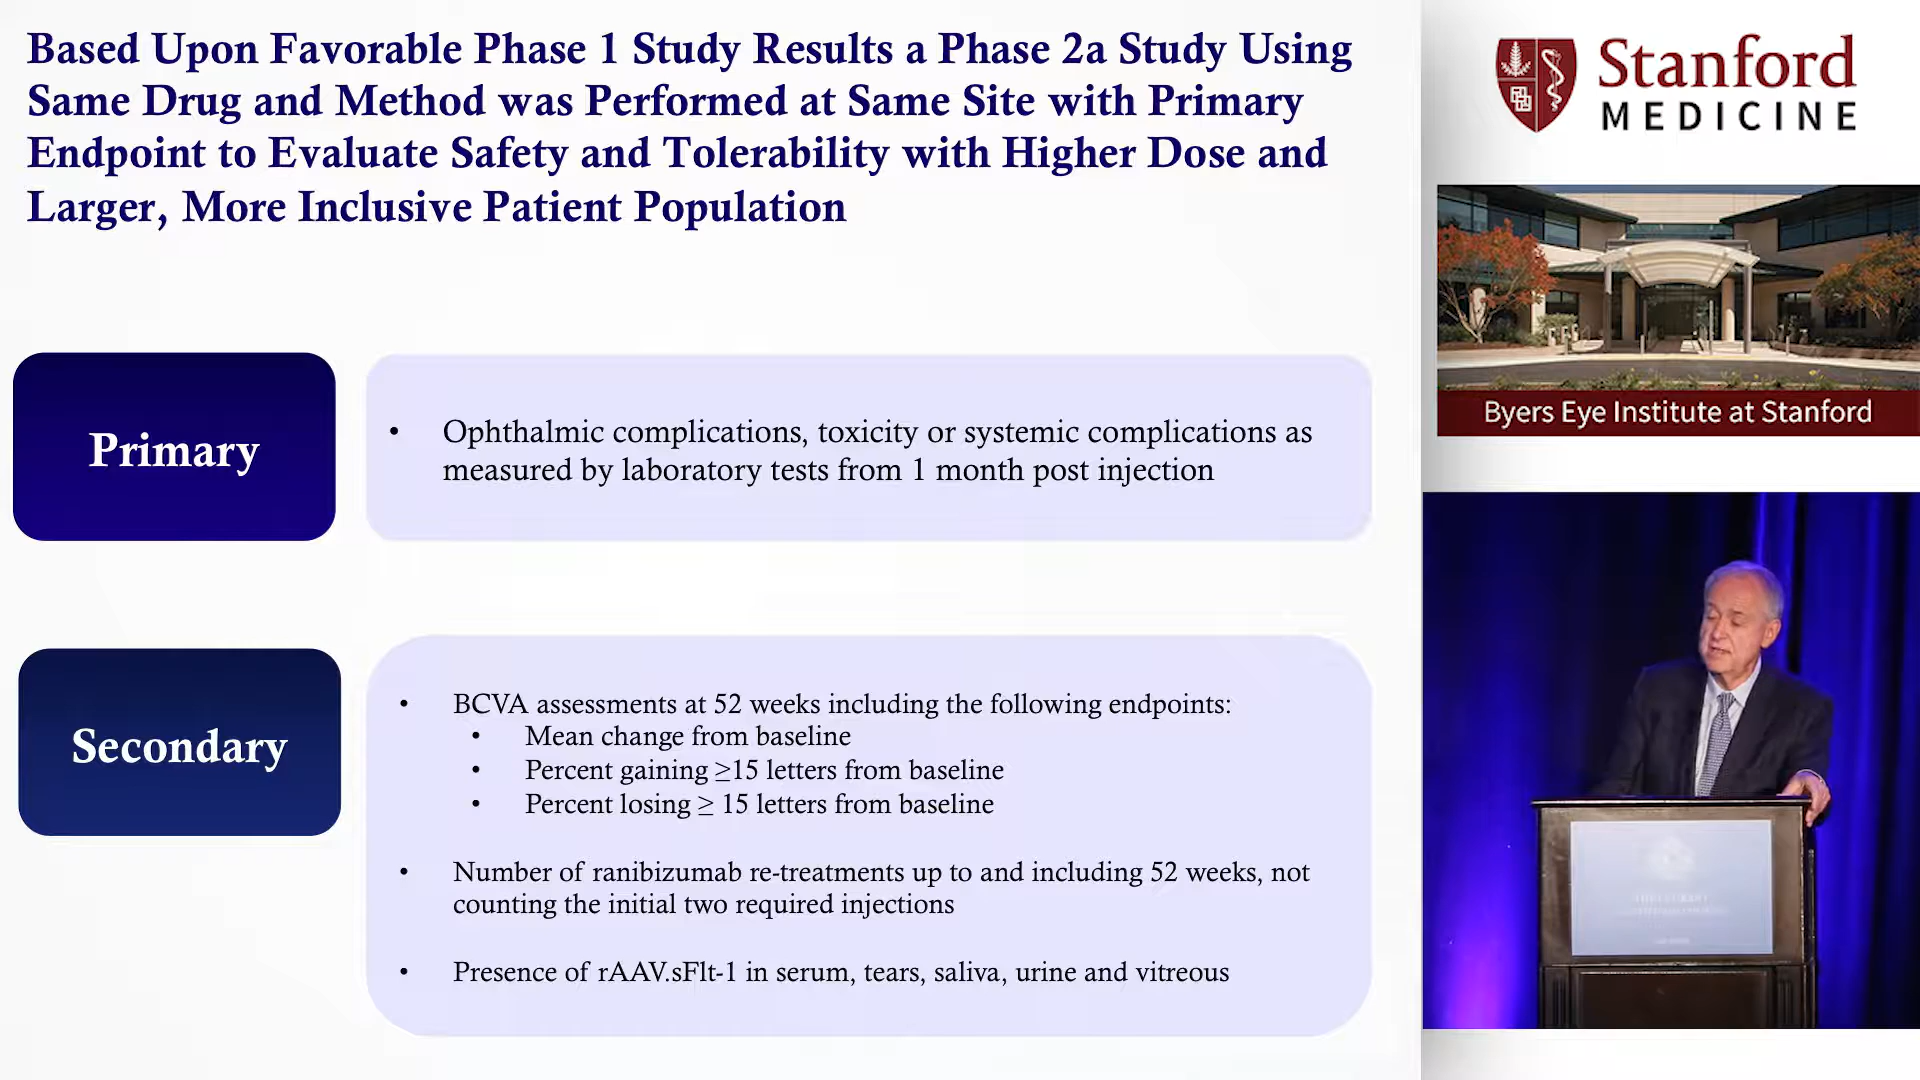 Based Upon Favorable Phase 1 Study Results a Phase 2a Study Using
Same Drug and Method was Performed at Same Site with Primary
Endpoint to Evaluate Safety and Tolerability with Higher Dose and
Larger, More Inclusive Patient Population
Primary
• Ophthalmic complications, toxicity or systemic complications as
measured by laboratory tests from 1 month post injection
Secondary
• BCVA assessments at 52 weeks including the following endpoints:
• Mean change from baseline
• Percent gaining ≥15 letters from baseline
• Percent losing ≥ 15 letters from baseline
• Number of ranibizumab re-treatments up to and including 52 weeks, not
counting the initial two required injections
• Presence of rAAV.sFlt-1 in serum, tears, saliva, urine and vitreous
Stanford
MEDICINE
Byers Eye Institute at Stanford